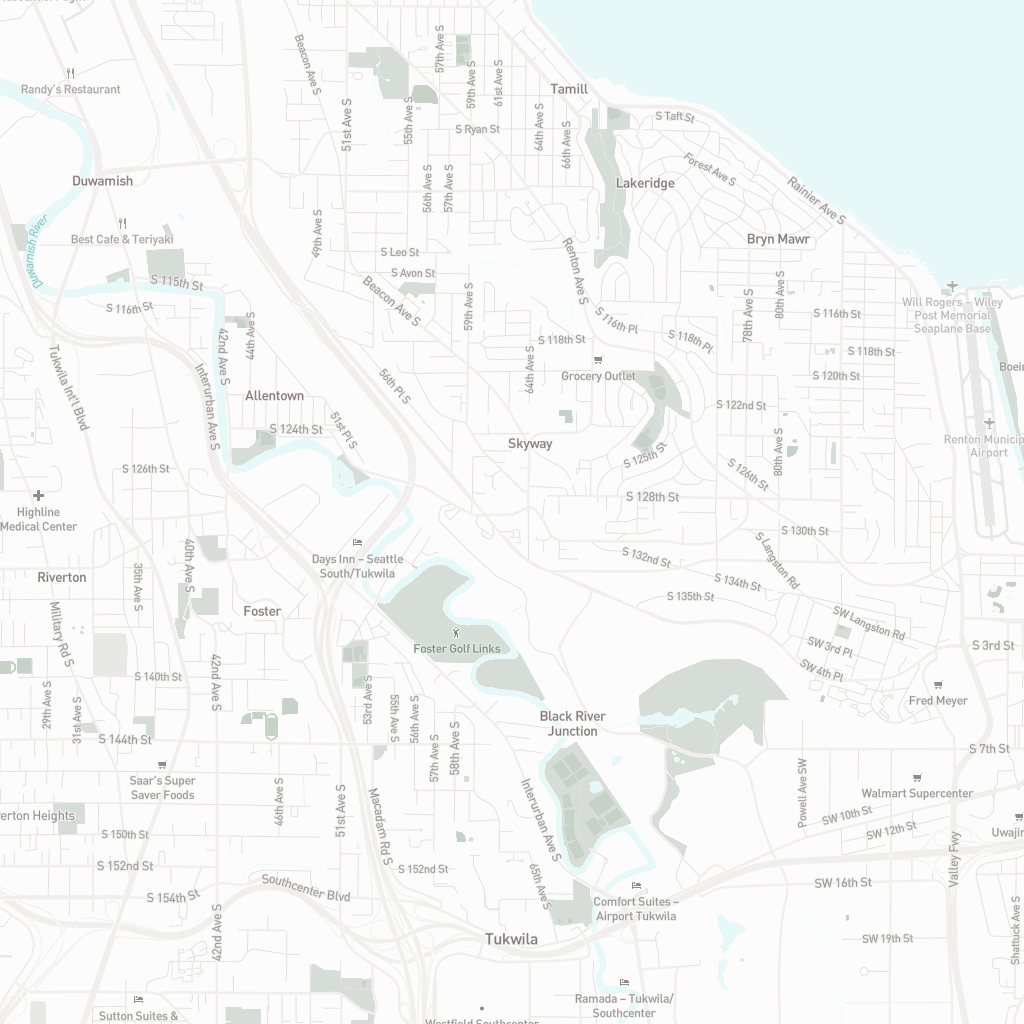 Beacon Ave S
57th Ave S
59th Ave S
61st Ave S
Randy's Restaurant
Tamill
51st Ave S
55th Ave S
S Ryan St
64th Ave S
66th Ave S
S Taft St
Forest Ave S
Rainier Ave S
Duwamish
56th Ave S
57th Ave S
Lakeridge
Duwamish River
Best Cafe & Teriyaki
49th Ave S
S Leo St
S Avon St
Renton Ave S
Bryn Mawr
S 115th St
S 116th St
Beacon Ave S
59th Ave S
S 116th Pl
S 118th Pl
78th Ave S
80th Ave S
S 116th St
Will Rogers – Wiley
Post Memorial
Seaplane Base
42nd Ave S
44th Ave S
S 118th St
S 118th St
Tukwila Int'l Blvd
Interurban Ave S
56th Pl S
64th Ave S
Grocery Outlet
S 120th St
Allentown
51st Pl S
S 122nd St
S 124th St
Skyway
80th Ave S
Renton Municip
Airport
S 126th St
S 125th St
S 126th St
Highline
Medical Center
S 128th St
S 130th St
40th Ave S
Days Inn – Seattle
South/Tukwila
S 132nd St
S Langston Rd
Riverton
35th Ave S
S 134th St
S 135th St
Foster
Military Rd S
Foster Golf Links
SW Langston Rd
SW 3rd Pl
S 3rd St
SW 4th Pl
S 140th St
42nd Ave S
29th Ave S
31st Ave S
53rd Ave S
55th Ave S
56th Ave S
Fred Meyer
Black River
Junction
S 144th St
57th Ave S
58th Ave S
S 7th St
Saar's Super
Saver Foods
46th Ave S
51st Ave S
Macadam Rd S
Interurban Ave S
Powell Ave SW
Walmart Supercenter
erton Heights
S 150th St
SW 10th St
SW 12th St
Uwajir
S 152nd St
S 152nd St
65th Ave S
Valley Fwy
Southcenter Blvd
S 154th St
SW 16th St
Comfort Suites –
Airport Tukwila
42nd Ave S
Tukwila
SW 19th St
Shattuck Ave S
Ramada – Tukwila/
Southcenter
Sutton Suites &
Westfield Southcenter